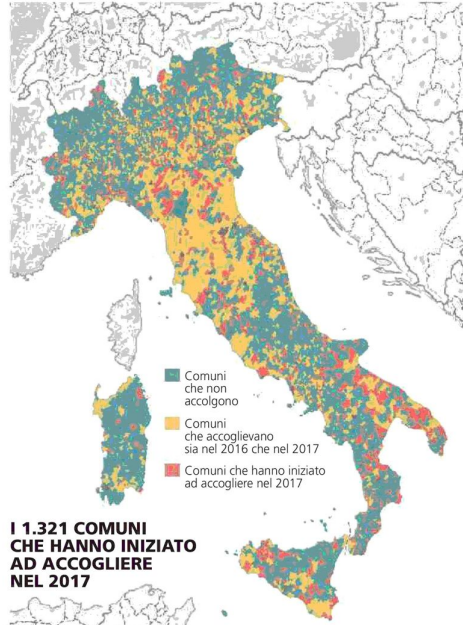 Comuni
che non
accolgono
Comuni
che accoglievano
sia nel 2016 che nel 2017
Comuni che hanno iniziato
ad accogliere nel 2017
I 1.321 COMUNI
CHE HANNO INIZIATO
AD ACCOGLIERE
NEL 2017